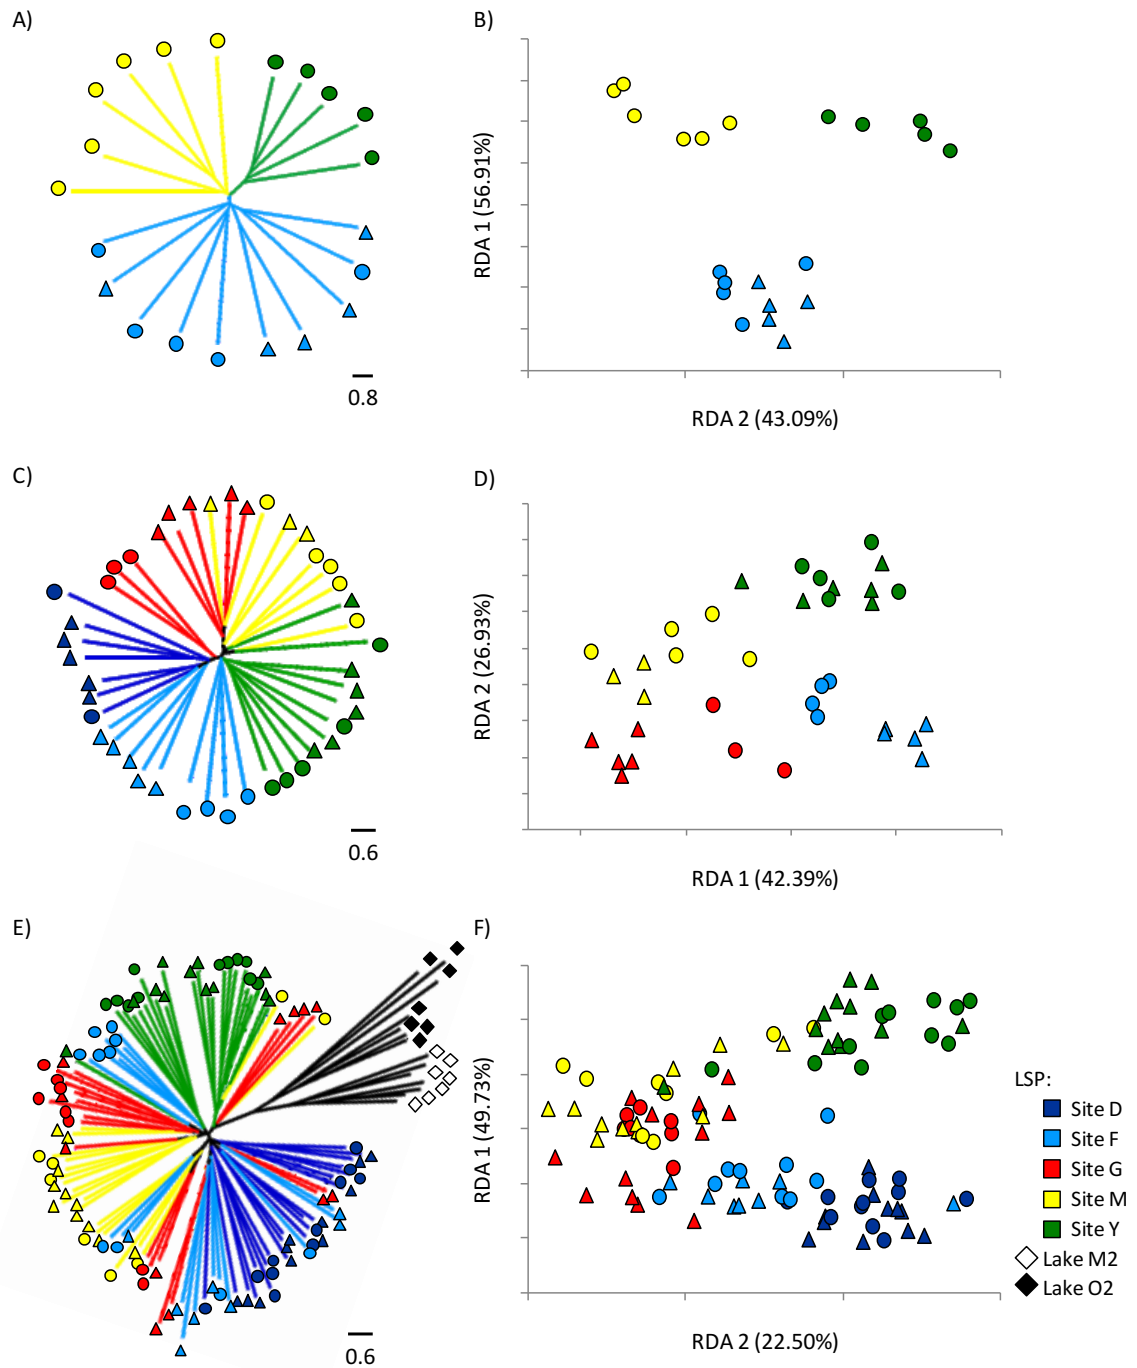 A)
B)
RDA 1 (56.91%)
0.8
RDA 2 (43.09%)
C)
D)
RDA 2 (26.93%)
0.6
RDA 1 (42.39%)
E)
F)
RDA 1 (49.73%)
LSP:
Site D
Site F
Site G
Site M
Site Y
Lake M2
Lake O2
0.6
RDA 2 (22.50%)